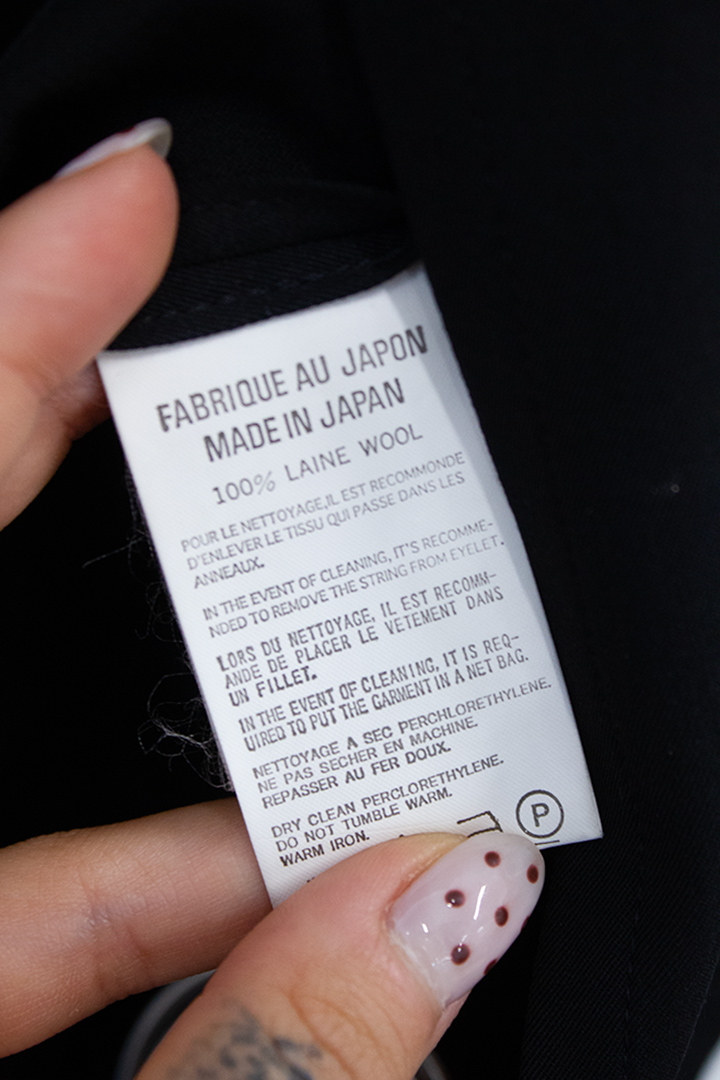 FABRIQUE AU JAPON
MADE IN JAPAN
100% LAINE WOOL
POUR LE NETTOYAGE,IL EST RECOMMONDE
D'ENLEVER LE TISSU QUI PASSE DANS LES
ANNEAUX.
IN THE EVENT OF CLEANING, IT'S RECOMME-
NDED TO REMOVE THE STRING FROM EYELET.
LORS DU NETTOYAGE, IL EST RECOMM-
ANDE DE PLACER LE VETEMENT DANS
UN FILLET.
IN THE EVENT OF CLEANING, IT IS REQ-
UIRED TO PUT THE GARMENT IN A NET BAG.
NETTOYAGE A SEC PERCHLORETHYLENE.
NE PAS SECHER EN MACHINE.
REPASSER AU FER DOUX.
DRY CLEAN PERCLORETHYLENE.
DO NOT TUMBLE WARM.
WARM IRON.
P